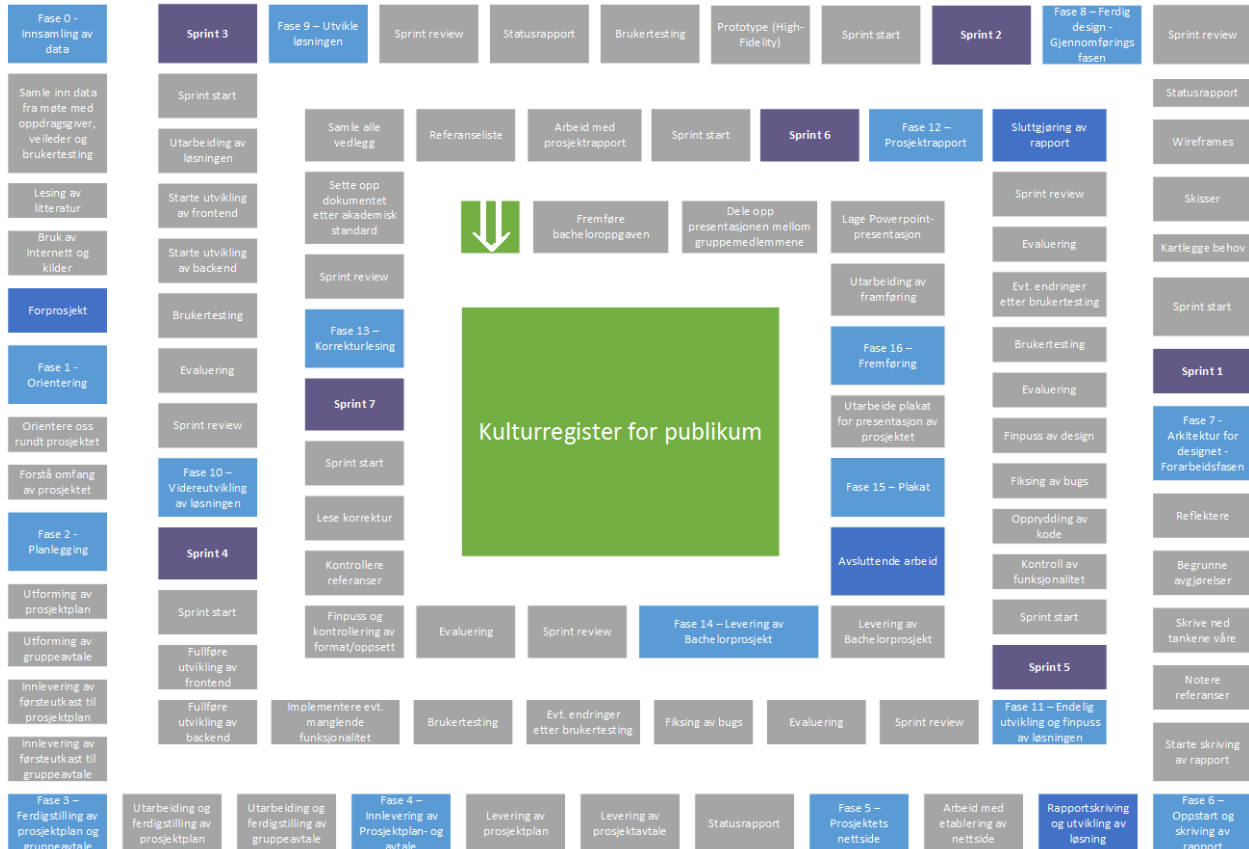 Fase 0 -
Innsamling av
data
Samle inn data
fra møte med
oppdragsgiver,
veileder og
brukertesting
Lesing av
litteratur
Bruk av
Internett og
kilder
Forprosjekt
Fase 1 -
Orientering
Orientere oss
rundt prosjektet
Forstå omfang
av prosjektet
Fase 2 -
Planlegging
Utforming av
prosjektplan
Utforming av
gruppeavtale
Innlevering av
førsteutkast til
prosjektplan
Innlevering av
førsteutkast til
gruppeavtale
Fase 3 –
Ferdigstilling av
prosjektplan og
gruppeavtale
Utarbeiding og
ferdigstilling av
prosjektplan
Utarbeiding og
ferdigstilling av
gruppeavtale
Fase 4 –
Innlevering av
Prosjektplan- og
avtale
Levering av
prosjektplan
Levering av
prosjektavtale
Statusrapport
Fase 5 –
Prosjektets
nettside
Arbeid med
etablering av
nettside
Rapportskriving
og utvikling av
løsning
Fase 6 –
Oppstart og
skriving av
rapport
Starte skriving
av rapport
Notere
referanser
Skrive ned
tankene våre
Begrunne
avgjørelser
Reflektere
Fase 7 -
Arkitektur for
designet -
Forarbeidsfasen
Sprint 1
Sprint start
Kartlegge behov
Skisser
Wireframes
Statusrapport
Sprint review
Fase 8 – Ferdig
design -
Gjennomførings
fasen
Sprint 2
Sprint start
Prototype (High-
Fidelity)
Brukertesting
Statusrapport
Sprint review
Fase 9 – Utvikle
løsningen
Sprint 3
Sprint start
Utarbeiding av
løsningen
Starte utvikling
av frontend
Starte utvikling
av backend
Brukertesting
Evaluering
Sprint review
Fase 10 –
Videreutvikling
av løsningen
Sprint 4
Sprint start
Fullføre
utvikling av
frontend
Fullføre
utvikling av
backend
Implementere evt.
manglende
funksjonalitet
Brukertesting
Evt. endringer
etter brukertesting
Fiksing av bugs
Evaluering
Sprint review
Fase 11 – Endelig
utvikling og finpuss
av løsningen
Sprint 5
Sprint start
Kontroll av
funksjonalitet
Opprydding av
kode
Fiksing av bugs
Finpuss av design
Evaluering
Brukertesting
Evt. endringer
etter brukertesting
Evaluering
Sprint review
Sluttgjøring av
rapport
Fase 12 –
Prosjektrapport
Sprint 6
Sprint start
Arbeid med
prosjektrapport
Referanseliste
Samle alle
vedlegg
Sette opp
dokumentet
etter akademisk
standard
Sprint review
Fase 13 –
Korrekturlesing
Sprint 7
Sprint start
Lese korrektur
Kontrollere
referanser
Finpuss og
kontrollering av
format/oppsett
Evaluering
Sprint review
Fase 14 – Levering av
Bachelorprosjekt
Levering av
Bachelorprosjekt
Avsluttende arbeid
Fase 15 – Plakat
Utarbeide plakat
for presentasjon av
prosjektet
Fase 16 –
Fremføring
Utarbeiding av
framføring
Lage Powerpoint-
presentasjon
Dele opp
presentasjonen mellom
gruppemedlemmene
Fremføre
bacheloroppgaven
Kulturregister for publikum